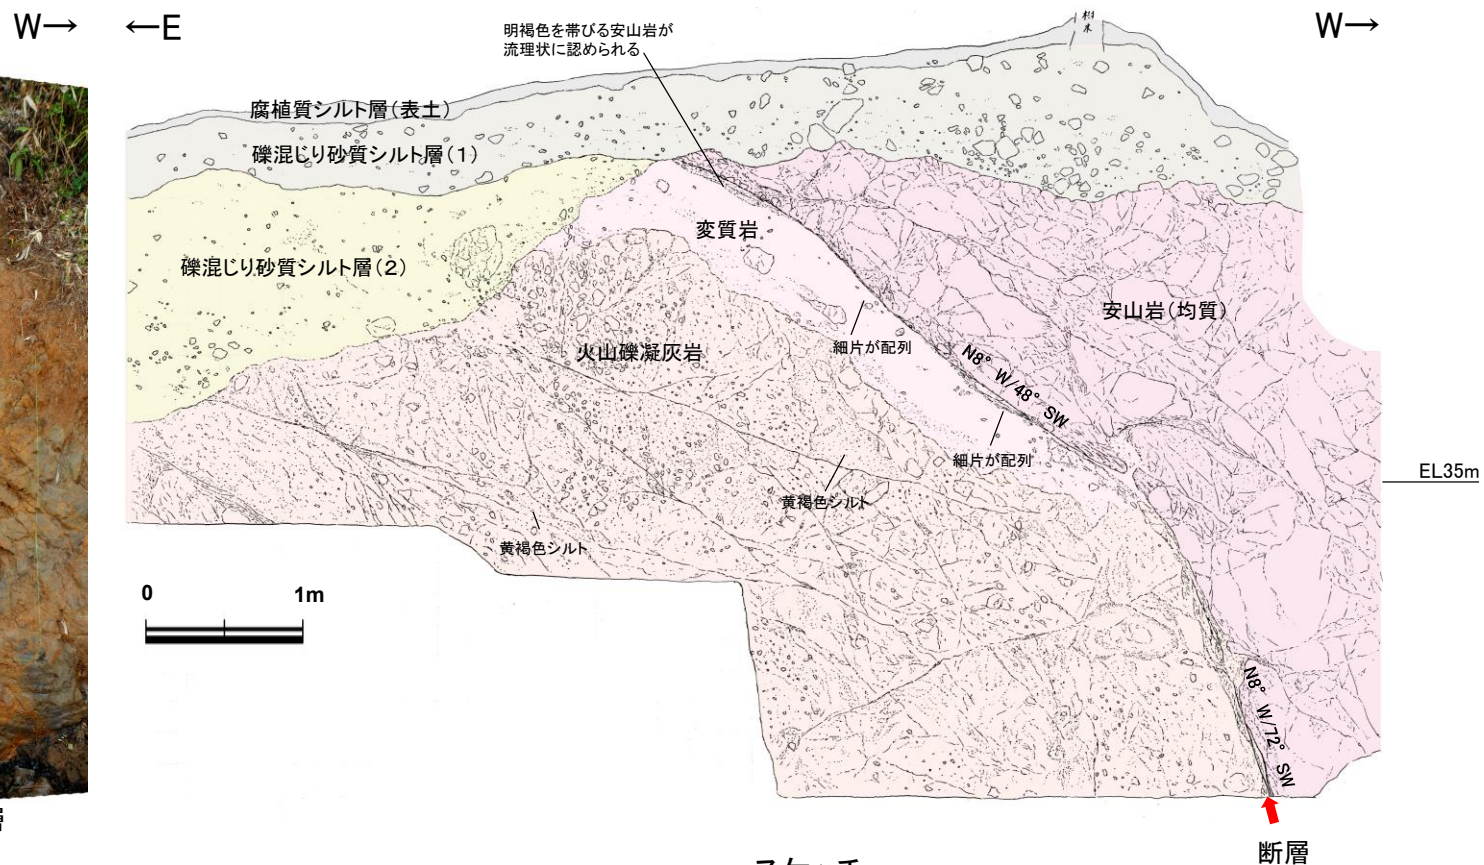 W→
←E
W→
明褐色を帯びる安山岩が
流理状に認められる
樹木
腐植質シルト層(表土)
礫混じり砂質シルト層(1)
変質岩
礫混じり砂質シルト層(2)
安山岩(均質)
火山礫凝灰岩
細片が配列
N8°W/48°SW
細片が配列
EL35m
黄褐色シルト
黄褐色シルト
0
1m
N8°W/72°SW
断層